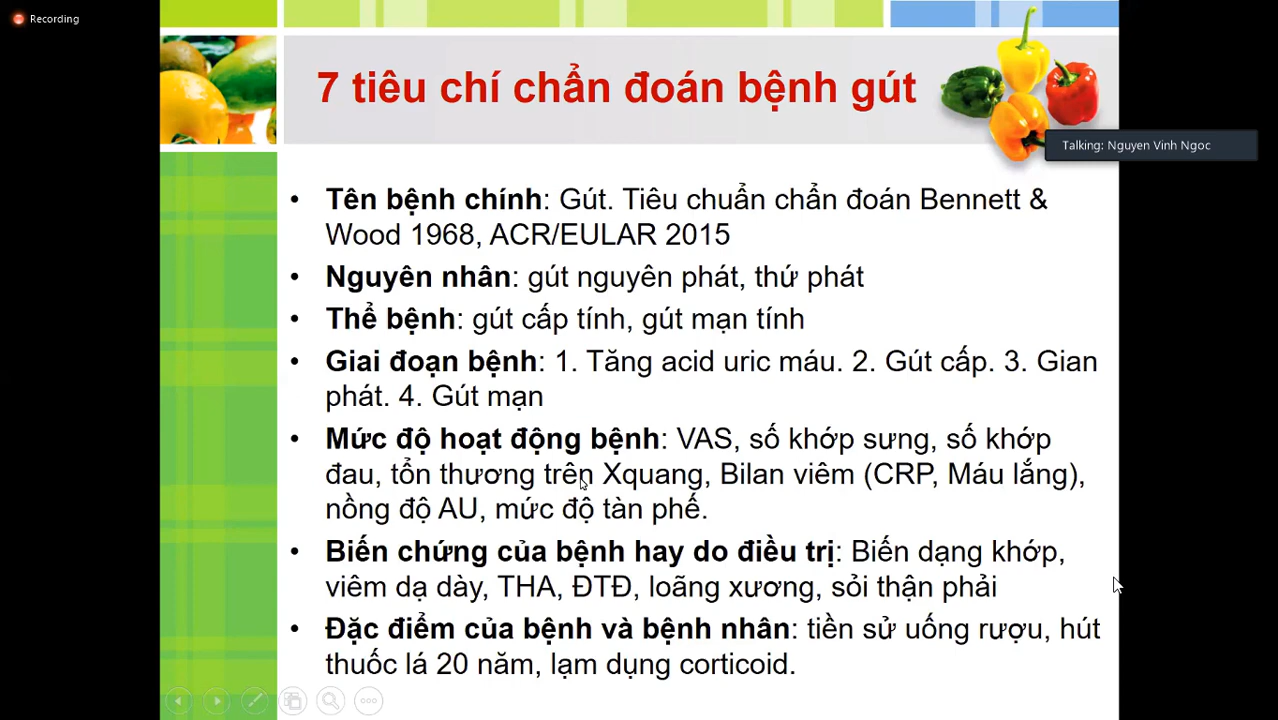 Recording
7 tiêu chí chẩn đoán bệnh gút
Talking: Nguyen Vinh Ngoc
• Tên bệnh chính: Gút. Tiêu chuẩn chẩn đoán Bennett &
Wood 1968, ACR/EULAR 2015
• Nguyên nhân: gút nguyên phát, thứ phát
• Thể bệnh: gút cấp tính, gút mạn tính
• Giai đoạn bệnh: 1. Tăng acid uric máu. 2. Gút cấp. 3. Gian
phát. 4. Gút mạn
• Mức độ hoạt động bệnh: VAS, số khớp sưng, số khớp
đau, tổn thương trên Xquang, Bilan viêm (CRP, Máu lắng),
nồng độ AU, mức độ tàn phế.
• Biến chứng của bệnh hay do điều trị: Biến dạng khớp,
viêm dạ dày, THA, ĐTĐ, loãng xương, sỏi thận phải
• Đặc điểm của bệnh và bệnh nhân: tiền sử uống rượu, hút
thuốc lá 20 năm, lạm dụng corticoid.